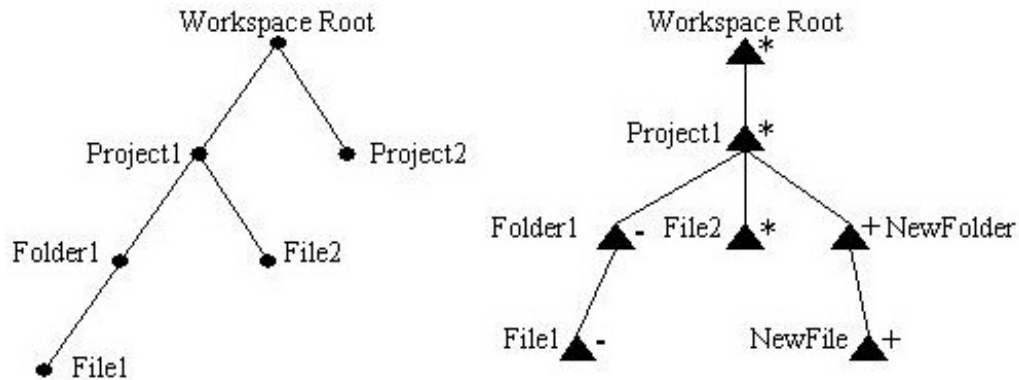 Workspace Root
Project1
Project2
Folder1
File2
File1
Workspace Root
*
Project1 *
Folder1 - File2 * + NewFolder
File1 - NewFile +